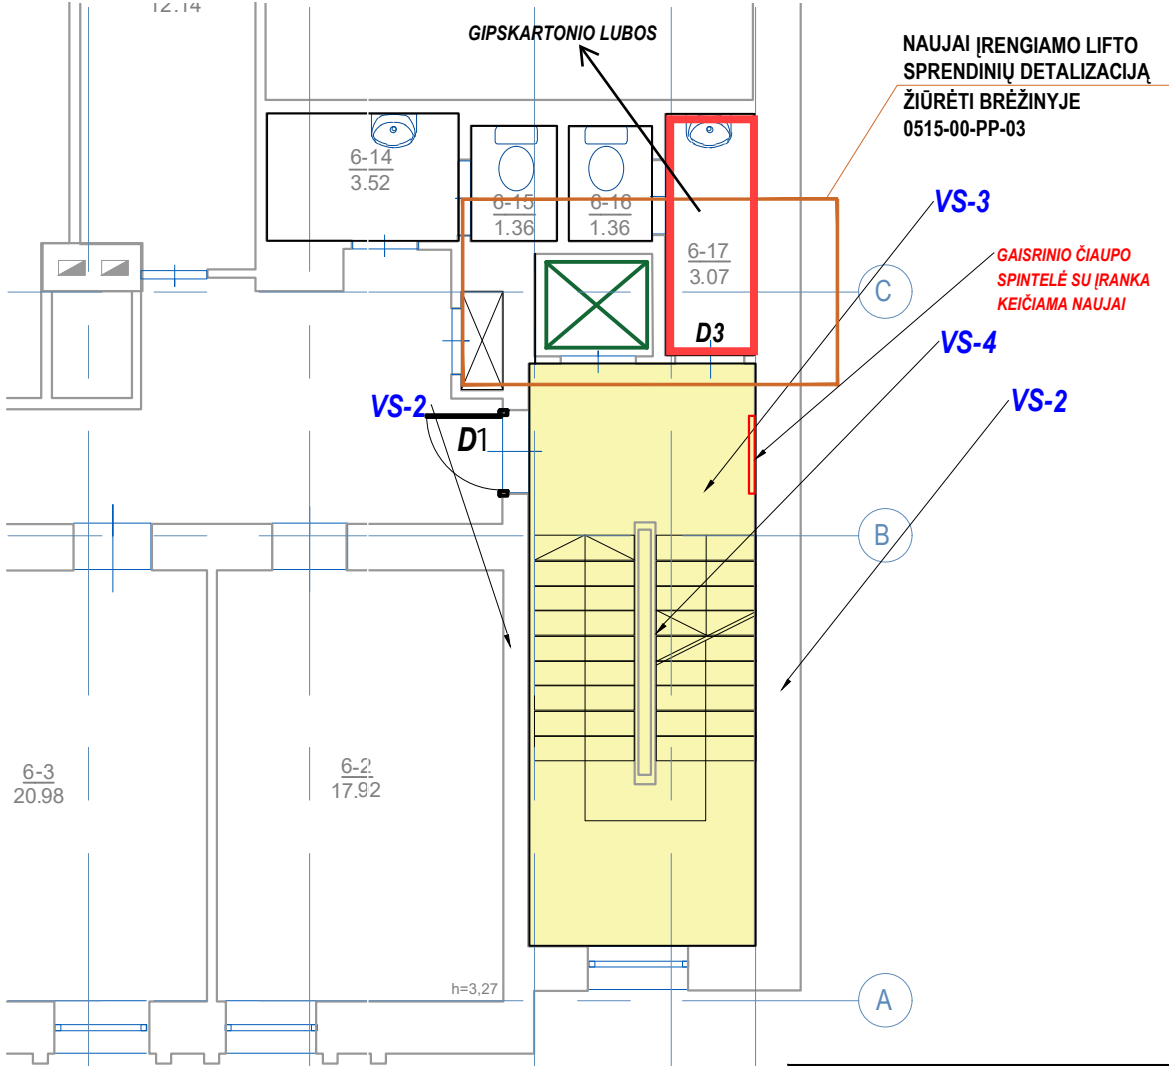 12.14
GIPSKARTONIO LUBOS
NAUJAI ĮRENGIAMO LIFTO
SPRENDINIŲ DETALIZACIJĄ
ŽIŪRĖTI BRĖŽINYJE
0515-00-PP-03
6-14
3.52
6-15
1.36
6-16
1.36
6-17
3.07
VS-3
GAISRINIO ČIAUPO
SPINTELĖ SU ĮRANKA
KEIČIAMA NAUJAI
C
D3
VS-4
VS-2
VS-2
D1
B
6-3
20.98
6-2
17.92
h=3,27
A